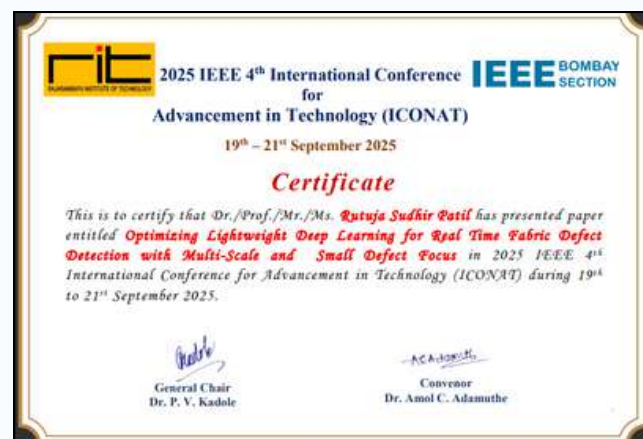 rit
RAJARAMBAPU INSTITUTE OF TECHNOLOGY
2025 IEEE 4th International Conference
for
Advancement in Technology (ICONAT)
IEEE BOMBAY
SECTION
19th – 21st September 2025
Certificate
This is to certify that Dr./Prof./Mr./Ms. Rutuja Sudhir Patil has presented paper
entitled Optimizing Lightweight Deep Learning for Real Time Fabric Defect
Detection with Multi-Scale and Small Defect Focus in 2025 IEEE 4th
International Conference for Advancement in Technology (ICONAT) during 19th
to 21st September 2025.
General Chair
Dr. P. V. Kadole
Convenor
Dr. Amol C. Adamuthe